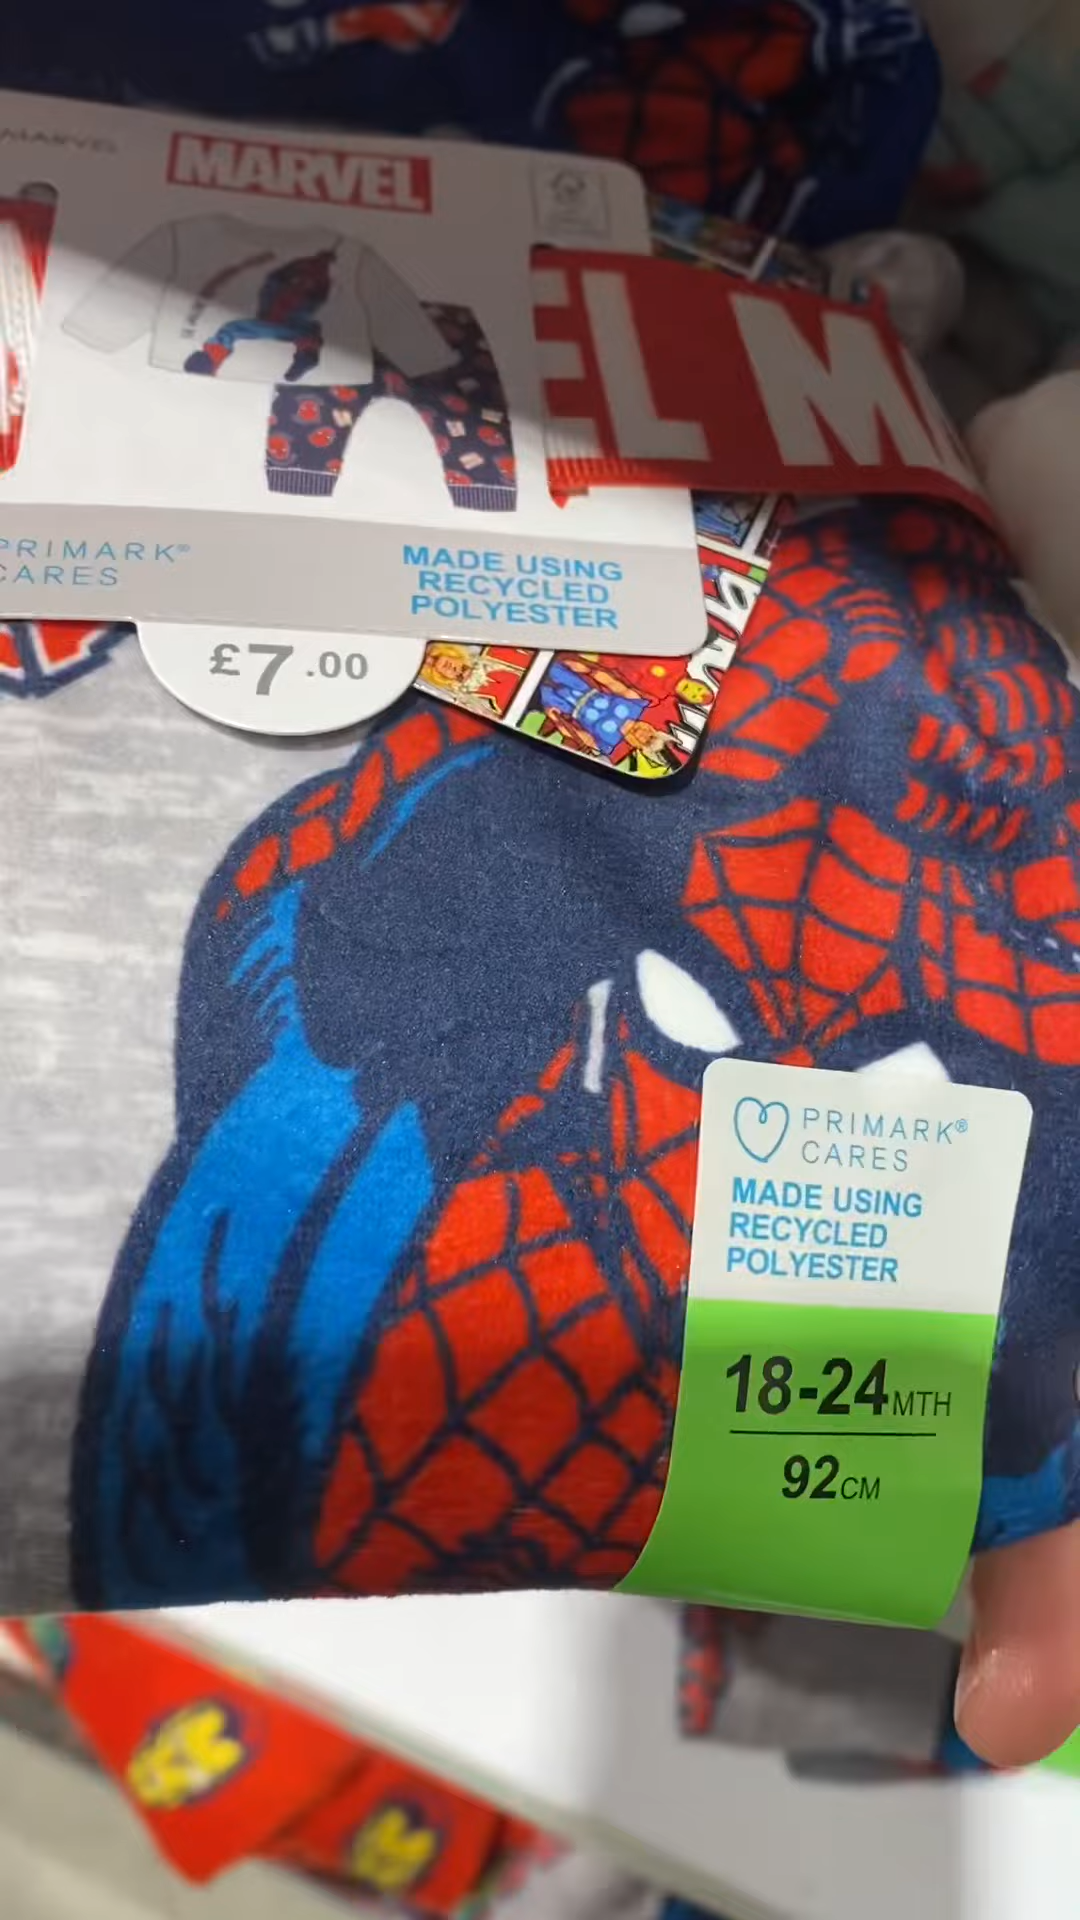 MARVEL
MARVEL
EL M
PRIMARK®
CARES
MADE USING
RECYCLED
POLYESTER
£7.00
PRIMARK®
CARES
MADE USING
RECYCLED
POLYESTER
18-24MTH
92CM